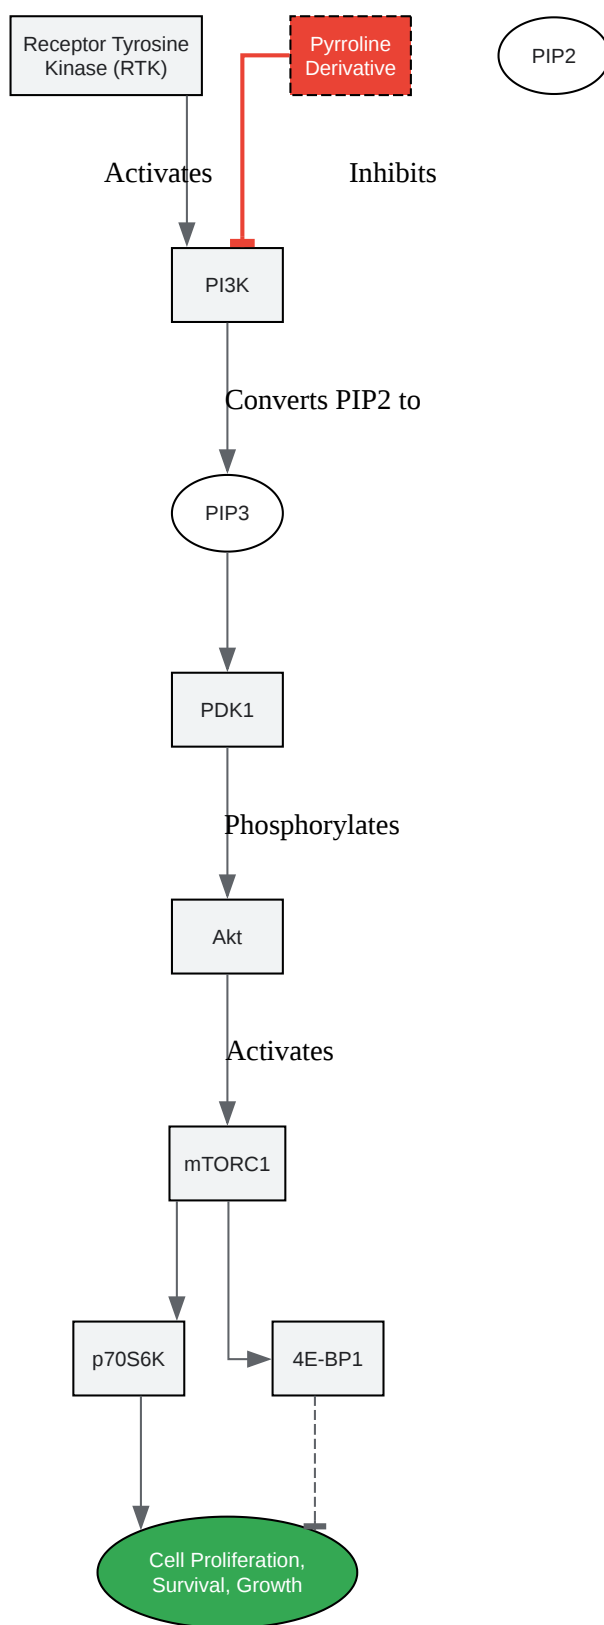 Receptor Tyrosine
Kinase (RTK)
Pyrroline
Derivative
PIP2
Activates
Inhibits
PI3K
Converts PIP2 to
PIP3
PDK1
Phosphorylates
Akt
Activates
mTORC1
p70S6K
4E-BP1
Cell Proliferation,
Survival, Growth